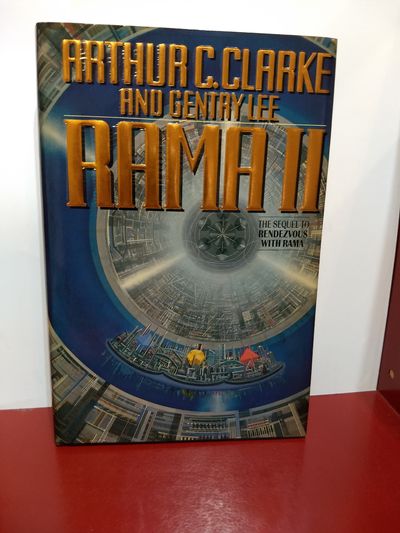 ARTHUR C. CLARKE
AND GENTRY LEE
RAMA II
THE SEQUEL TO
RENDEZVOUS
WITH RAMA